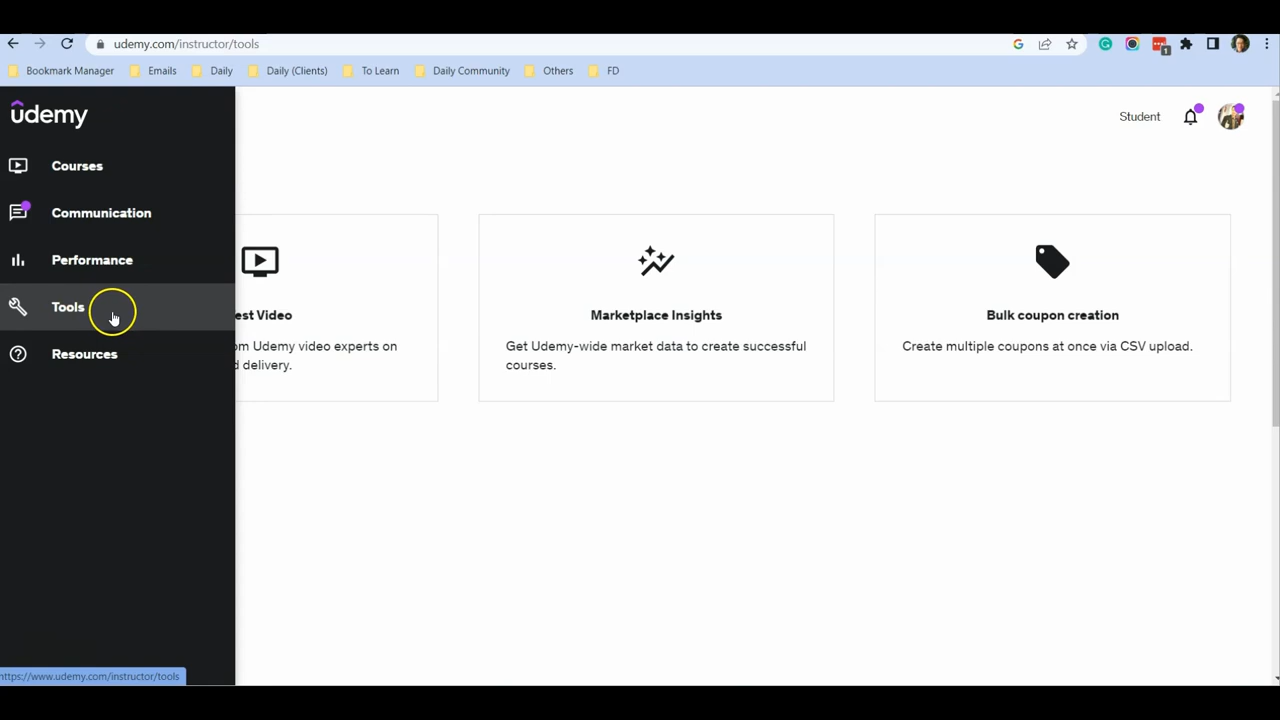 udemy.com/instructor/tools
1
Bookmark Manager Emails Daily Daily (Clients) To Learn Daily Community Others FD
udemy
Student
Courses
Communication
Performance
Tools
Resources
est Video
om Udemy video experts on
d delivery.
Marketplace Insights
Get Udemy-wide market data to create successful
courses.
Bulk coupon creation
Create multiple coupons at once via CSV upload.
https://www.udemy.com/instructor/tools